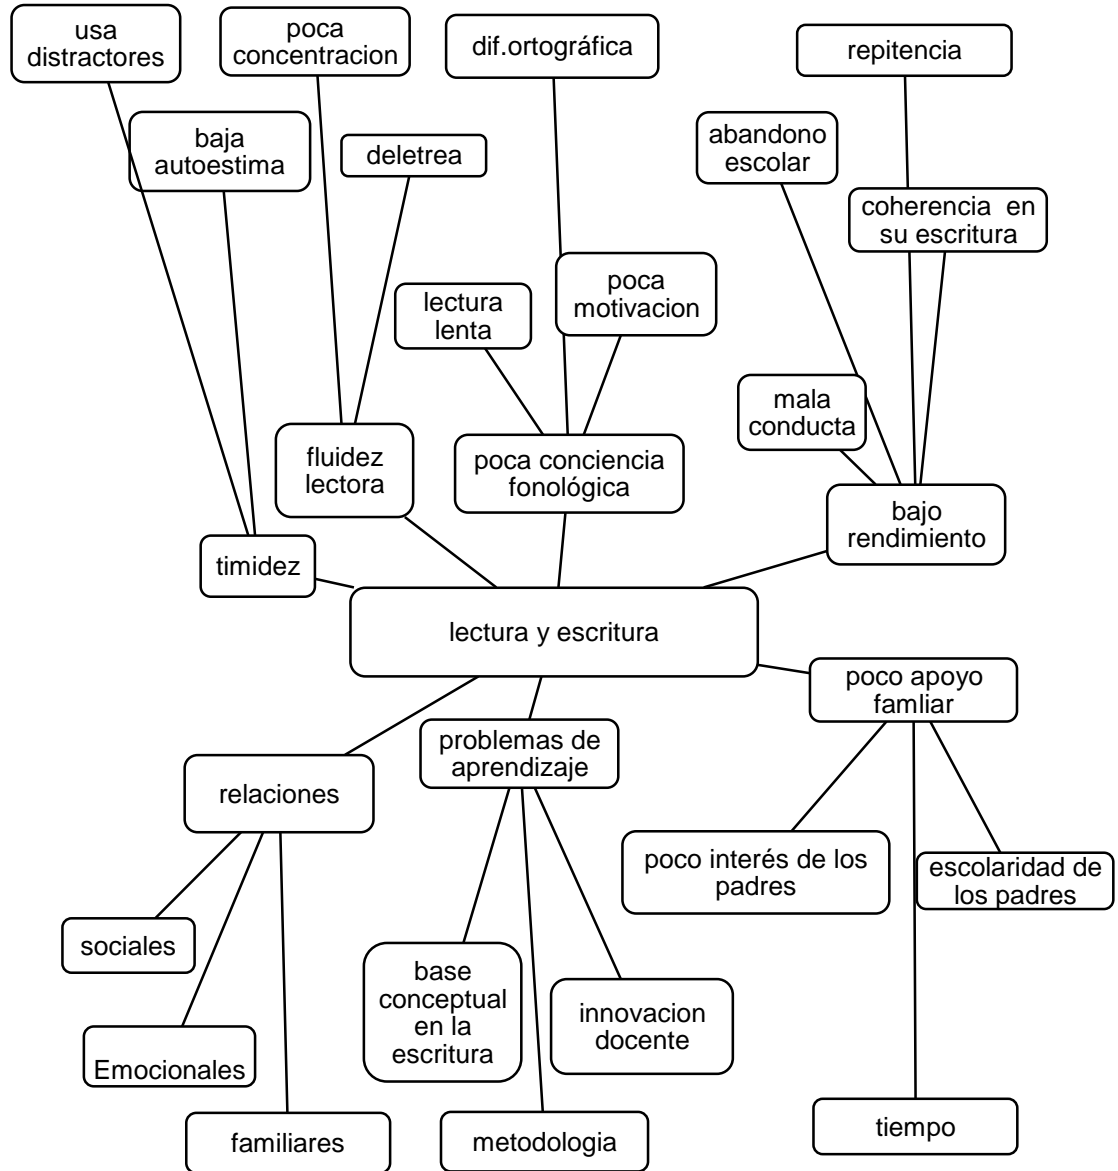 usa
distractores
poca
concentracion
dif.ortográfica
repitencia
baja
autoestima
deletrea
abandono
escolar
coherencia en
su escritura
lectura
lenta
poca
motivacion
mala
conducta
fluidez
lectora
poca conciencia
fonológica
bajo
rendimiento
timidez
lectura y escritura
poco apoyo
famliar
relaciones
problemas de
aprendizaje
poco interés de los
padres
escolaridad de
los padres
sociales
base
conceptual
en la
escritura
innovacion
docente
Emocionales
familiares
metodologia
tiempo